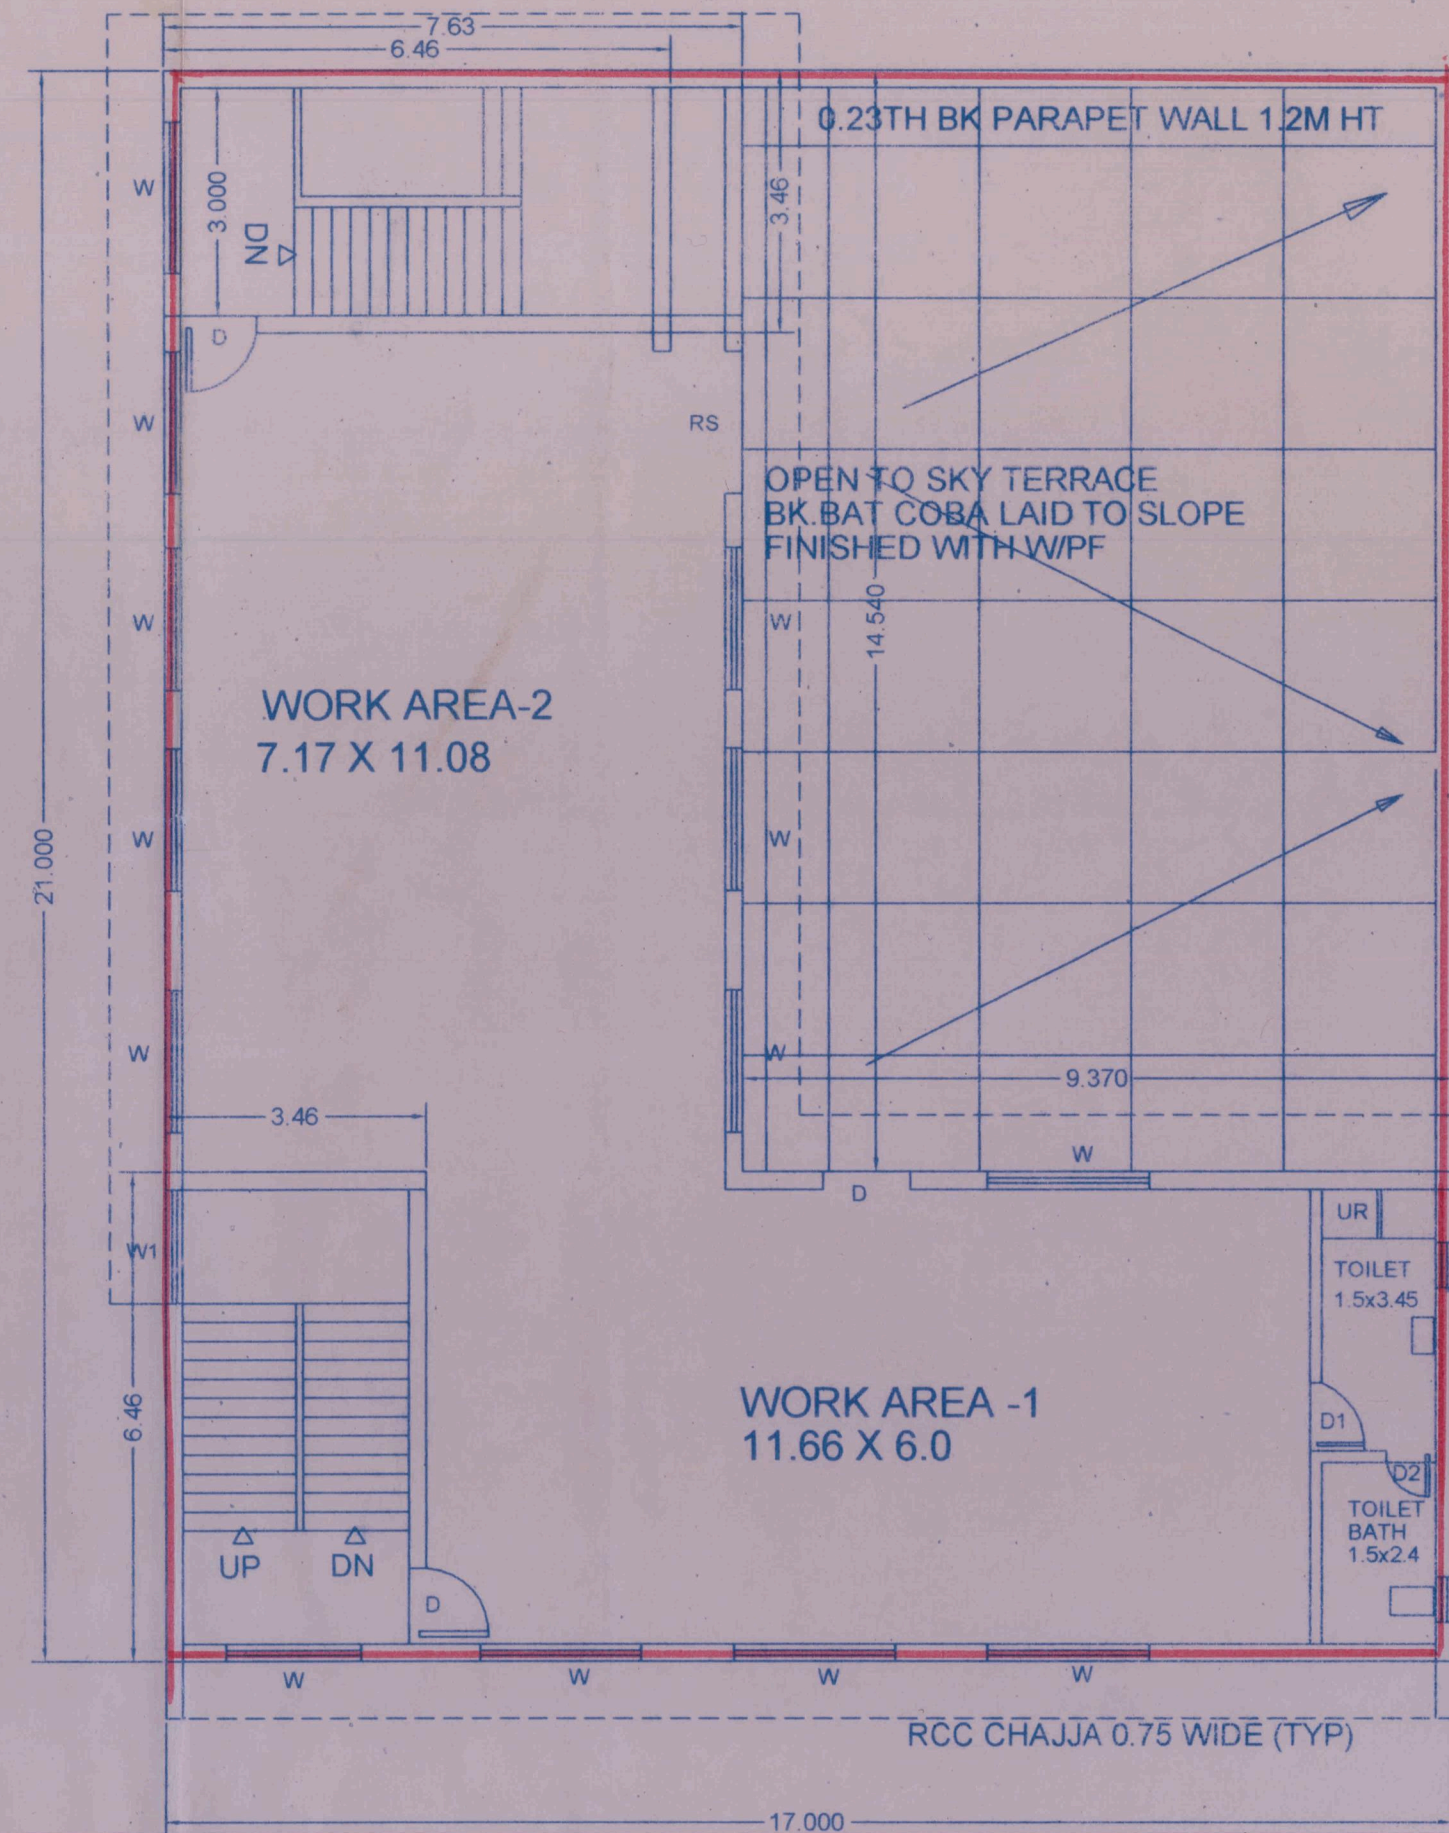 7.63
6.46
0.23TH BK PARAPET WALL 1.2M HT
W
3.000
DN
3.46
D
W
RS
OPEN TO SKY TERRACE
BK.BAT COBA LAID TO SLOPE
FINISHED WITH W/PF
W
W
14.540
WORK AREA-2
7.17 X 11.08
21.000
W
W
W
W
9.370
3.46
W
D
W1
UR
TOILET
1.5x3.45
6.46
WORK AREA -1
11.66 X 6.0
D1
D2
TOILET
BATH
1.5x2.4
UP
DN
D
W
W
W
W
RCC CHAJJA 0.75 WIDE (TYP)
17.000